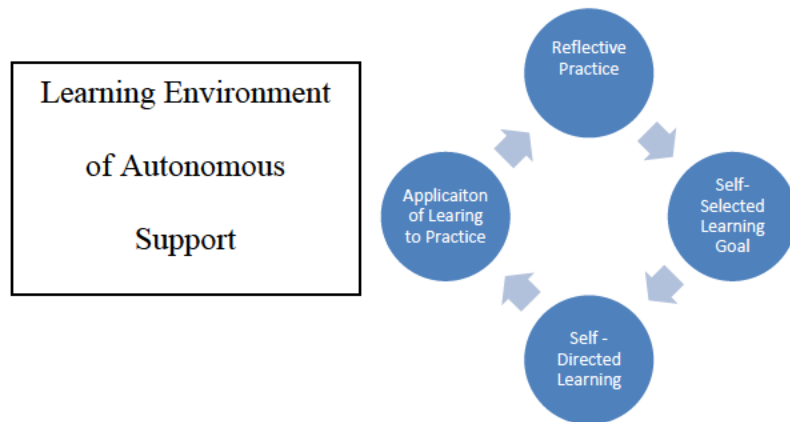 Learning Environment
of Autonomous
Support
Reflective
Practice
Self-
Selected
Learning
Goal
Self -
Directed
Learning
Applicaiton
of Learing
to Practice